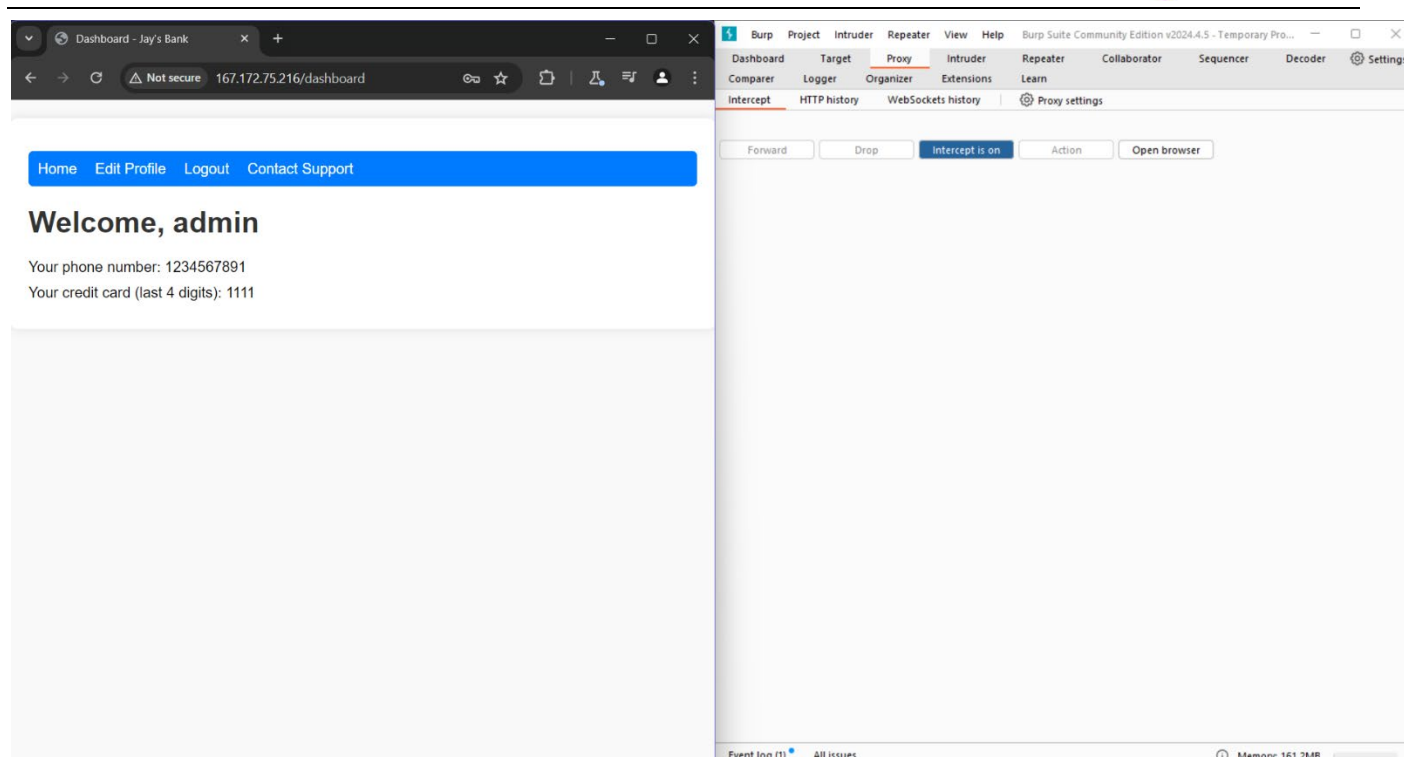 Dashboard - Jay's Bank
Not secure 167.172.75.216/dashboard
Home Edit Profile Logout Contact Support
Welcome, admin
Your phone number: 1234567891
Your credit card (last 4 digits): 1111
Burp Project Intruder Repeater View Help Burp Suite Community Edition v2024.4.5 - Temporary Pro...
Dashboard Target Proxy Intruder Repeater Collaborator Sequencer Decoder Settings
Comparer Logger Organizer Extensions Learn
Intercept HTTP history WebSockets history Proxy settings
Forward Drop Intercept is on Action Open browser
Event log (1) All issues Memory: 161.2MB